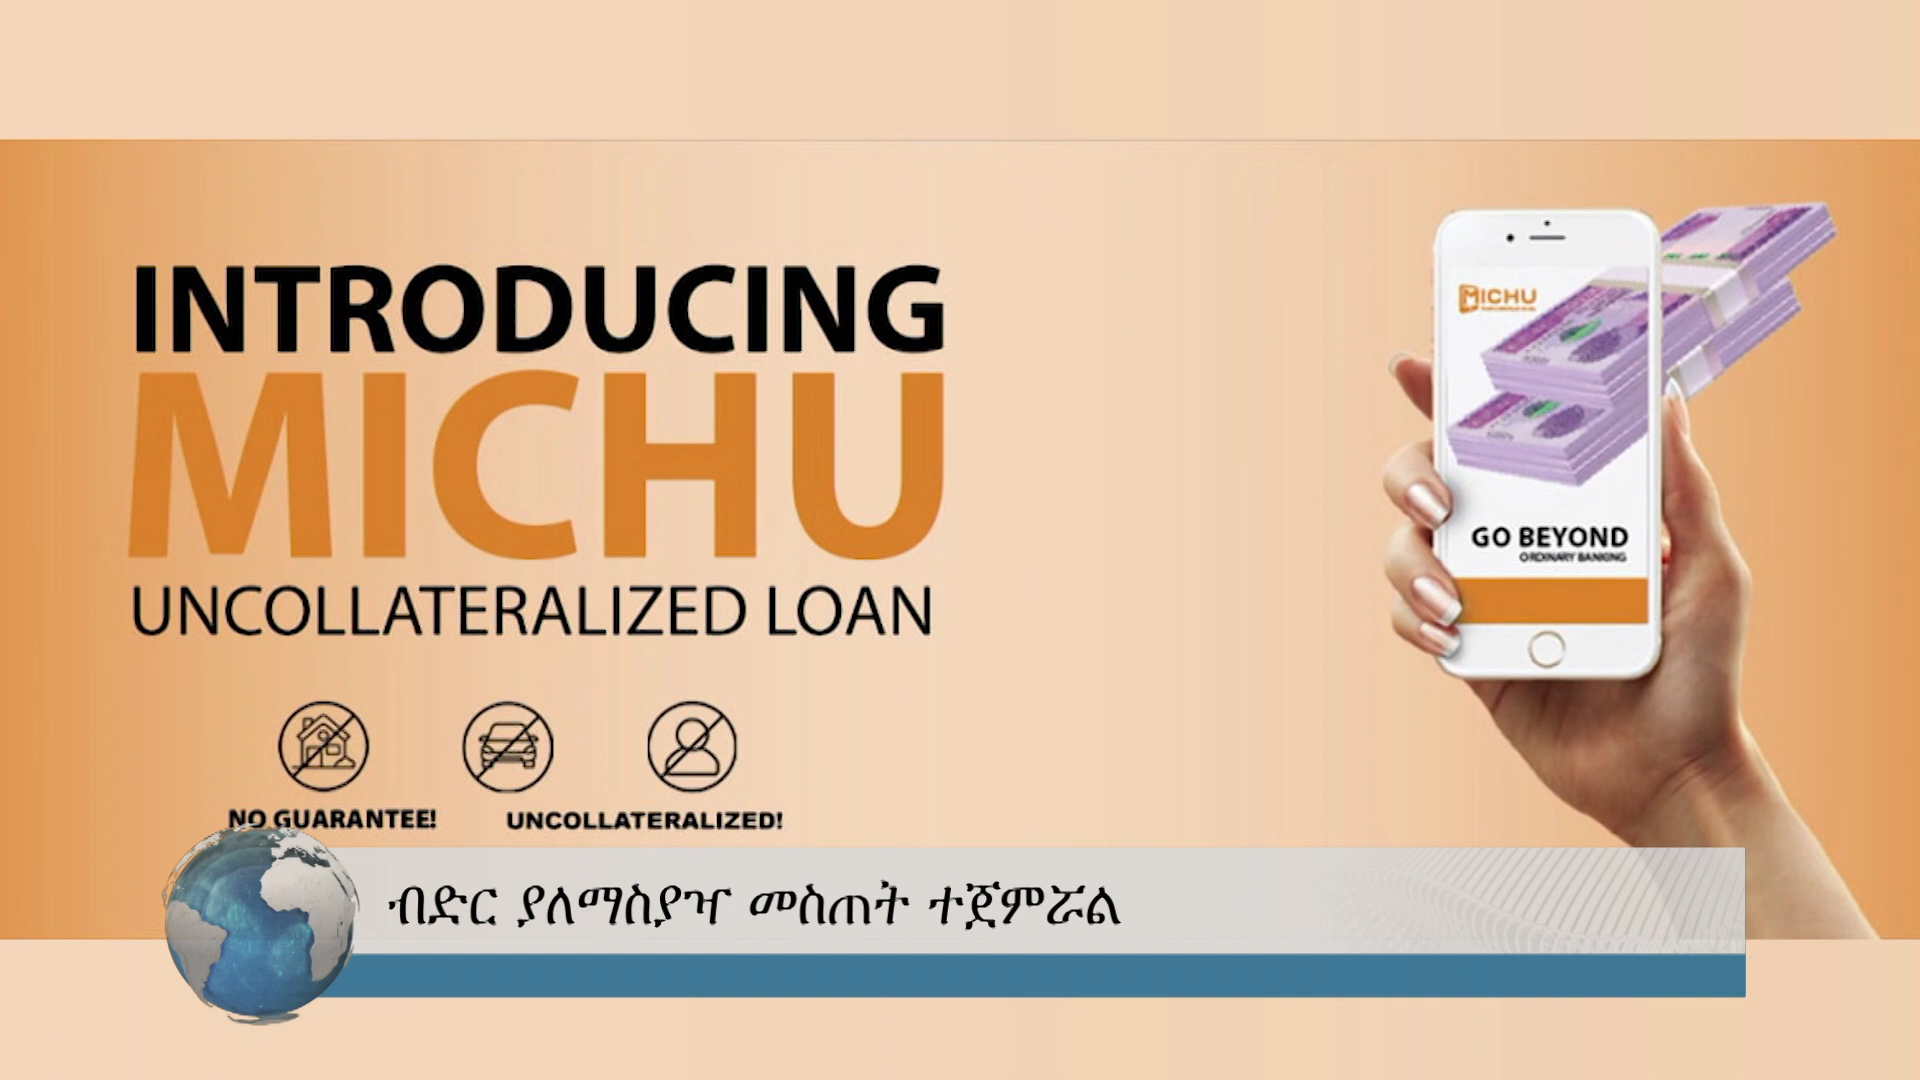 INTRODUCING
MICHU
UNCOLLATERALIZED LOAN
NO GUARANTEE!
UNCOLLATERALIZED!
MICHU
GO BEYOND
ORDINARY BANKING
ብድር ያለማስያዣ መስጠት ተጀምሯል